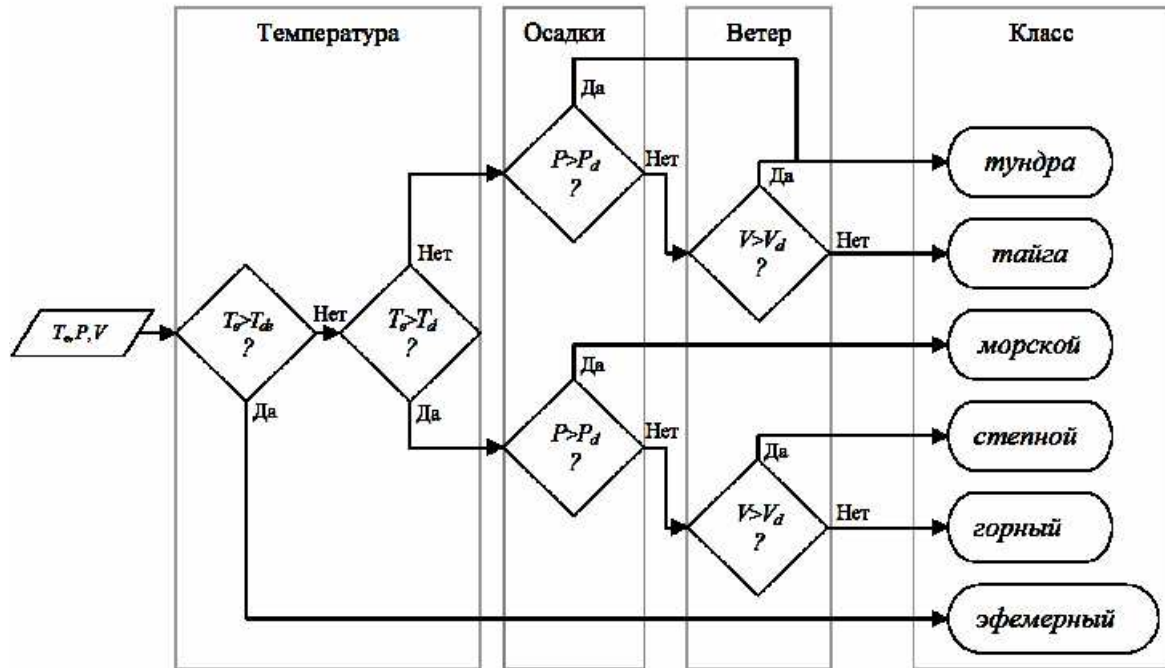 Температура
Осадки
Ветер
Класс
Да
P>P_d
?
Нет
Да
V>V_d
?
Нет
тундра
тайга
T_s, P, V
T_s>T_ds
?
Нет
Да
T_s>T_d
?
Нет
Да
Да
P>P_d
?
Нет
Да
V>V_d
?
Нет
морской
степной
горный
эфемерный